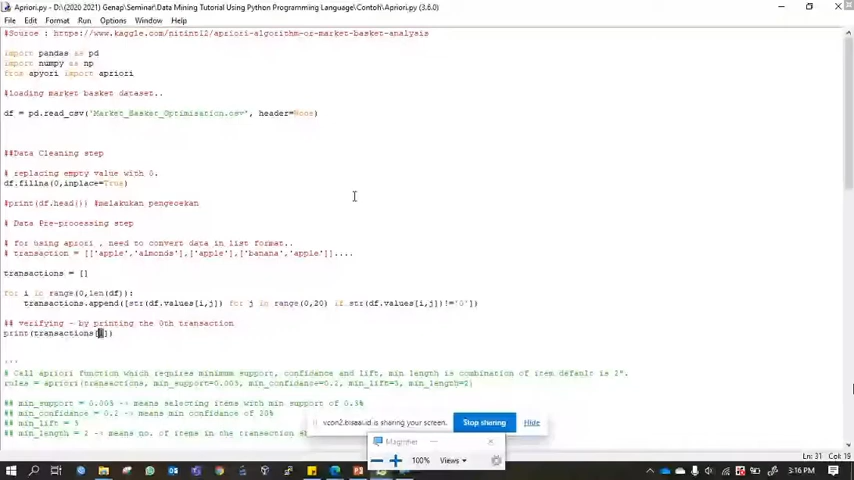 Apriori.py - D:\(2020 2021) Genap\Seminar\Data Mining Tutorial Using Python Programming Language\Contoh\Apriori.py (3.6.0)
File Edit Format Run Options Window Help
#Source : https://www.kaggle.com/nitint12/apriori-algorithm-or-market-basket-analysis
import pandas as pd
import numpy as np
from apyori import apriori
#loading market basket dataset..
df = pd.read_csv('Market_Basket_Optimisation.csv', header=None)
##Data Cleaning step
# replacing empty value with 0.
df.fillna(0,inplace=True)
#print(df.head()) #melakukan pengecekan
# Data Pre-processing step
# for using apriori , need to convert data in list format..
# transaction = [['apple','almonds'],['apple'],['banana','apple']]....
transactions = []
for i in range(0,len(df)):
transactions.append([str(df.values[i,j]) for j in range(0,20) if str(df.values[i,j])!='0'])
## verifying - by printing the 0th transaction
print(transactions[])
'''
# Call apriori function which requires minimum support, confidance and lift, min length is combination of item default is 2".
rules = apriori(transactions, min_support=0.003, min_confidance=0.2, min_lift=3, min_length=2)
## min_support = 0.003 -> means selecting items with min support of 0.3%
## min_confidance = 0.2 -> means min confidance of 20%
## min_lift = 3
## min_length = 2 -> means no. of items in the transaction
vcon2.bisaai.id is sharing your screen. Stop sharing Hide
Magnifier
100% Views
Ln: 31 Col: 19
3:16 PM